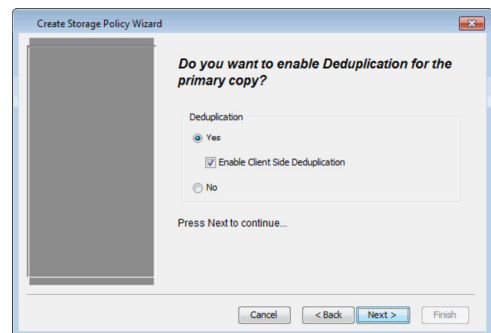 Create Storage Policy Wizard
Do you want to enable Deduplication for the
primary copy?
Deduplication
Yes
Enable Client Side Deduplication
No
Press Next to continue...
Cancel
< Back
Next >
Finish